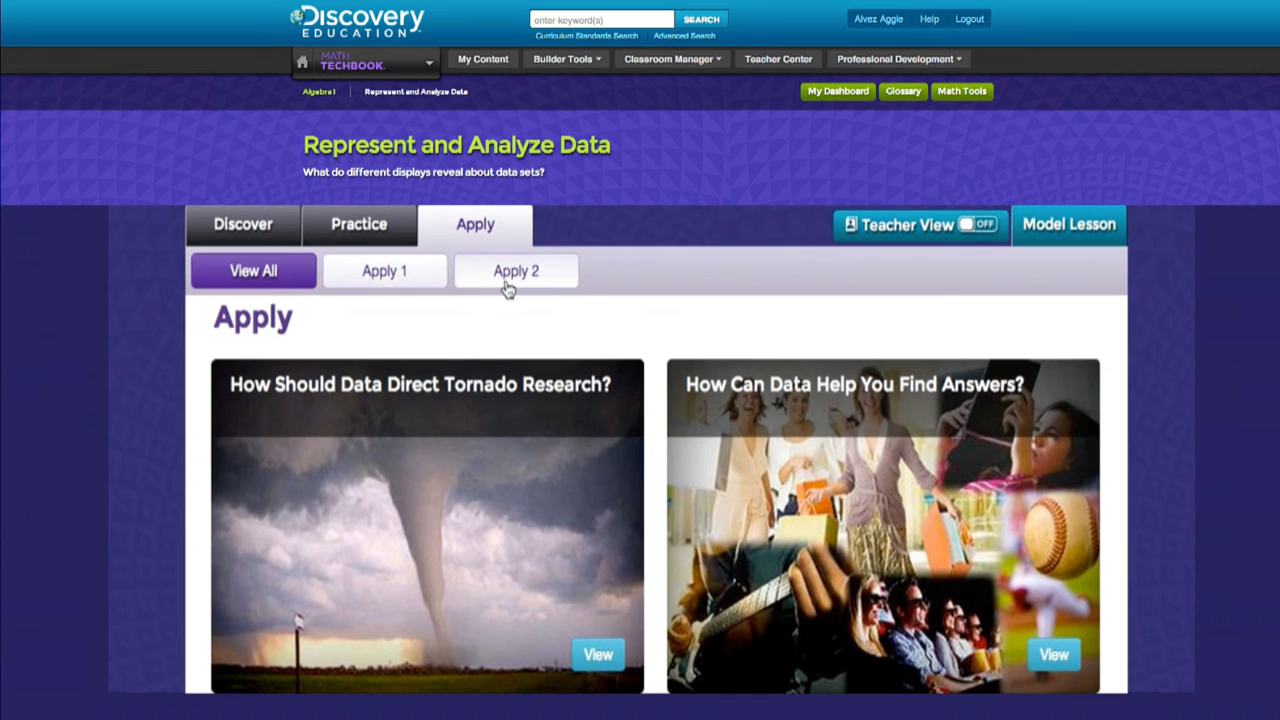 Discovery
EDUCATION
enter keyword(s)
SEARCH
Curriculum Standards Search
Advanced Search
Alvez Aggie
Help
Logout
MATH
TECHBOOK
My Content
Builder Tools
Classroom Manager
Teacher Center
Professional Development
Algebra I
Represent and Analyze Data
My Dashboard
Glossary
Math Tools
Represent and Analyze Data
What do different displays reveal about data sets?
Discover
Practice
Apply
Teacher View
OFF
Model Lesson
View All
Apply 1
Apply 2
Apply
How Should Data Direct Tornado Research?
How Can Data Help You Find Answers?
View
View